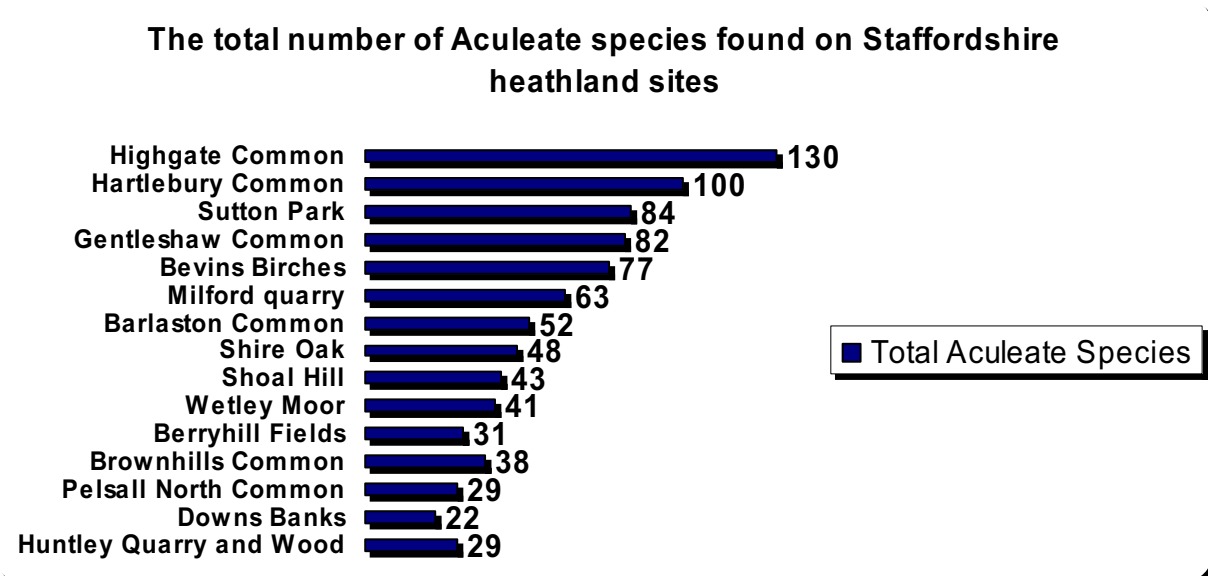 The total number of Aculeate species found on Staffordshire
heathland sites
Highgate Common 130
Hartlebury Common 100
Sutton Park 84
Gentleshaw Common 82
Bevins Birches 77
Milford quarry 63
Barlaston Common 52
Shire Oak 48
Shoal Hill 43
Wetley Moor 41
Berryhill Fields 31
Brownhills Common 38
Pelsall North Common 29
Downs Banks 22
Huntley Quarry and Wood 29
Total Aculeate Species